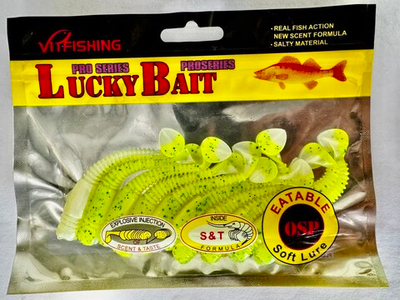 VITFISHING
PRO SERIES PROSERIES
LUCKY BAIT
·REAL FISH ACTION
NEW SCENT FORMULA
·SALTY MATERIAL
EXPLOSIVE INJECTION
SCENT & TASTE
INSIDE
S&T
FORMULA
EATABLE
OSP
Soft Lure